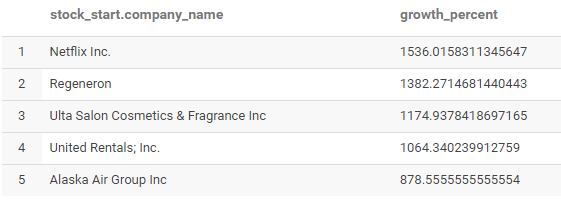 stock_start.company_name growth_percent
1 Netflix Inc. 1536.0158311345647
2 Regeneron 1382.2714681440443
3 Ulta Salon Cosmetics & Fragrance Inc 1174.9378418697165
4 United Rentals; Inc. 1064.340239912759
5 Alaska Air Group Inc 878.5555555555554